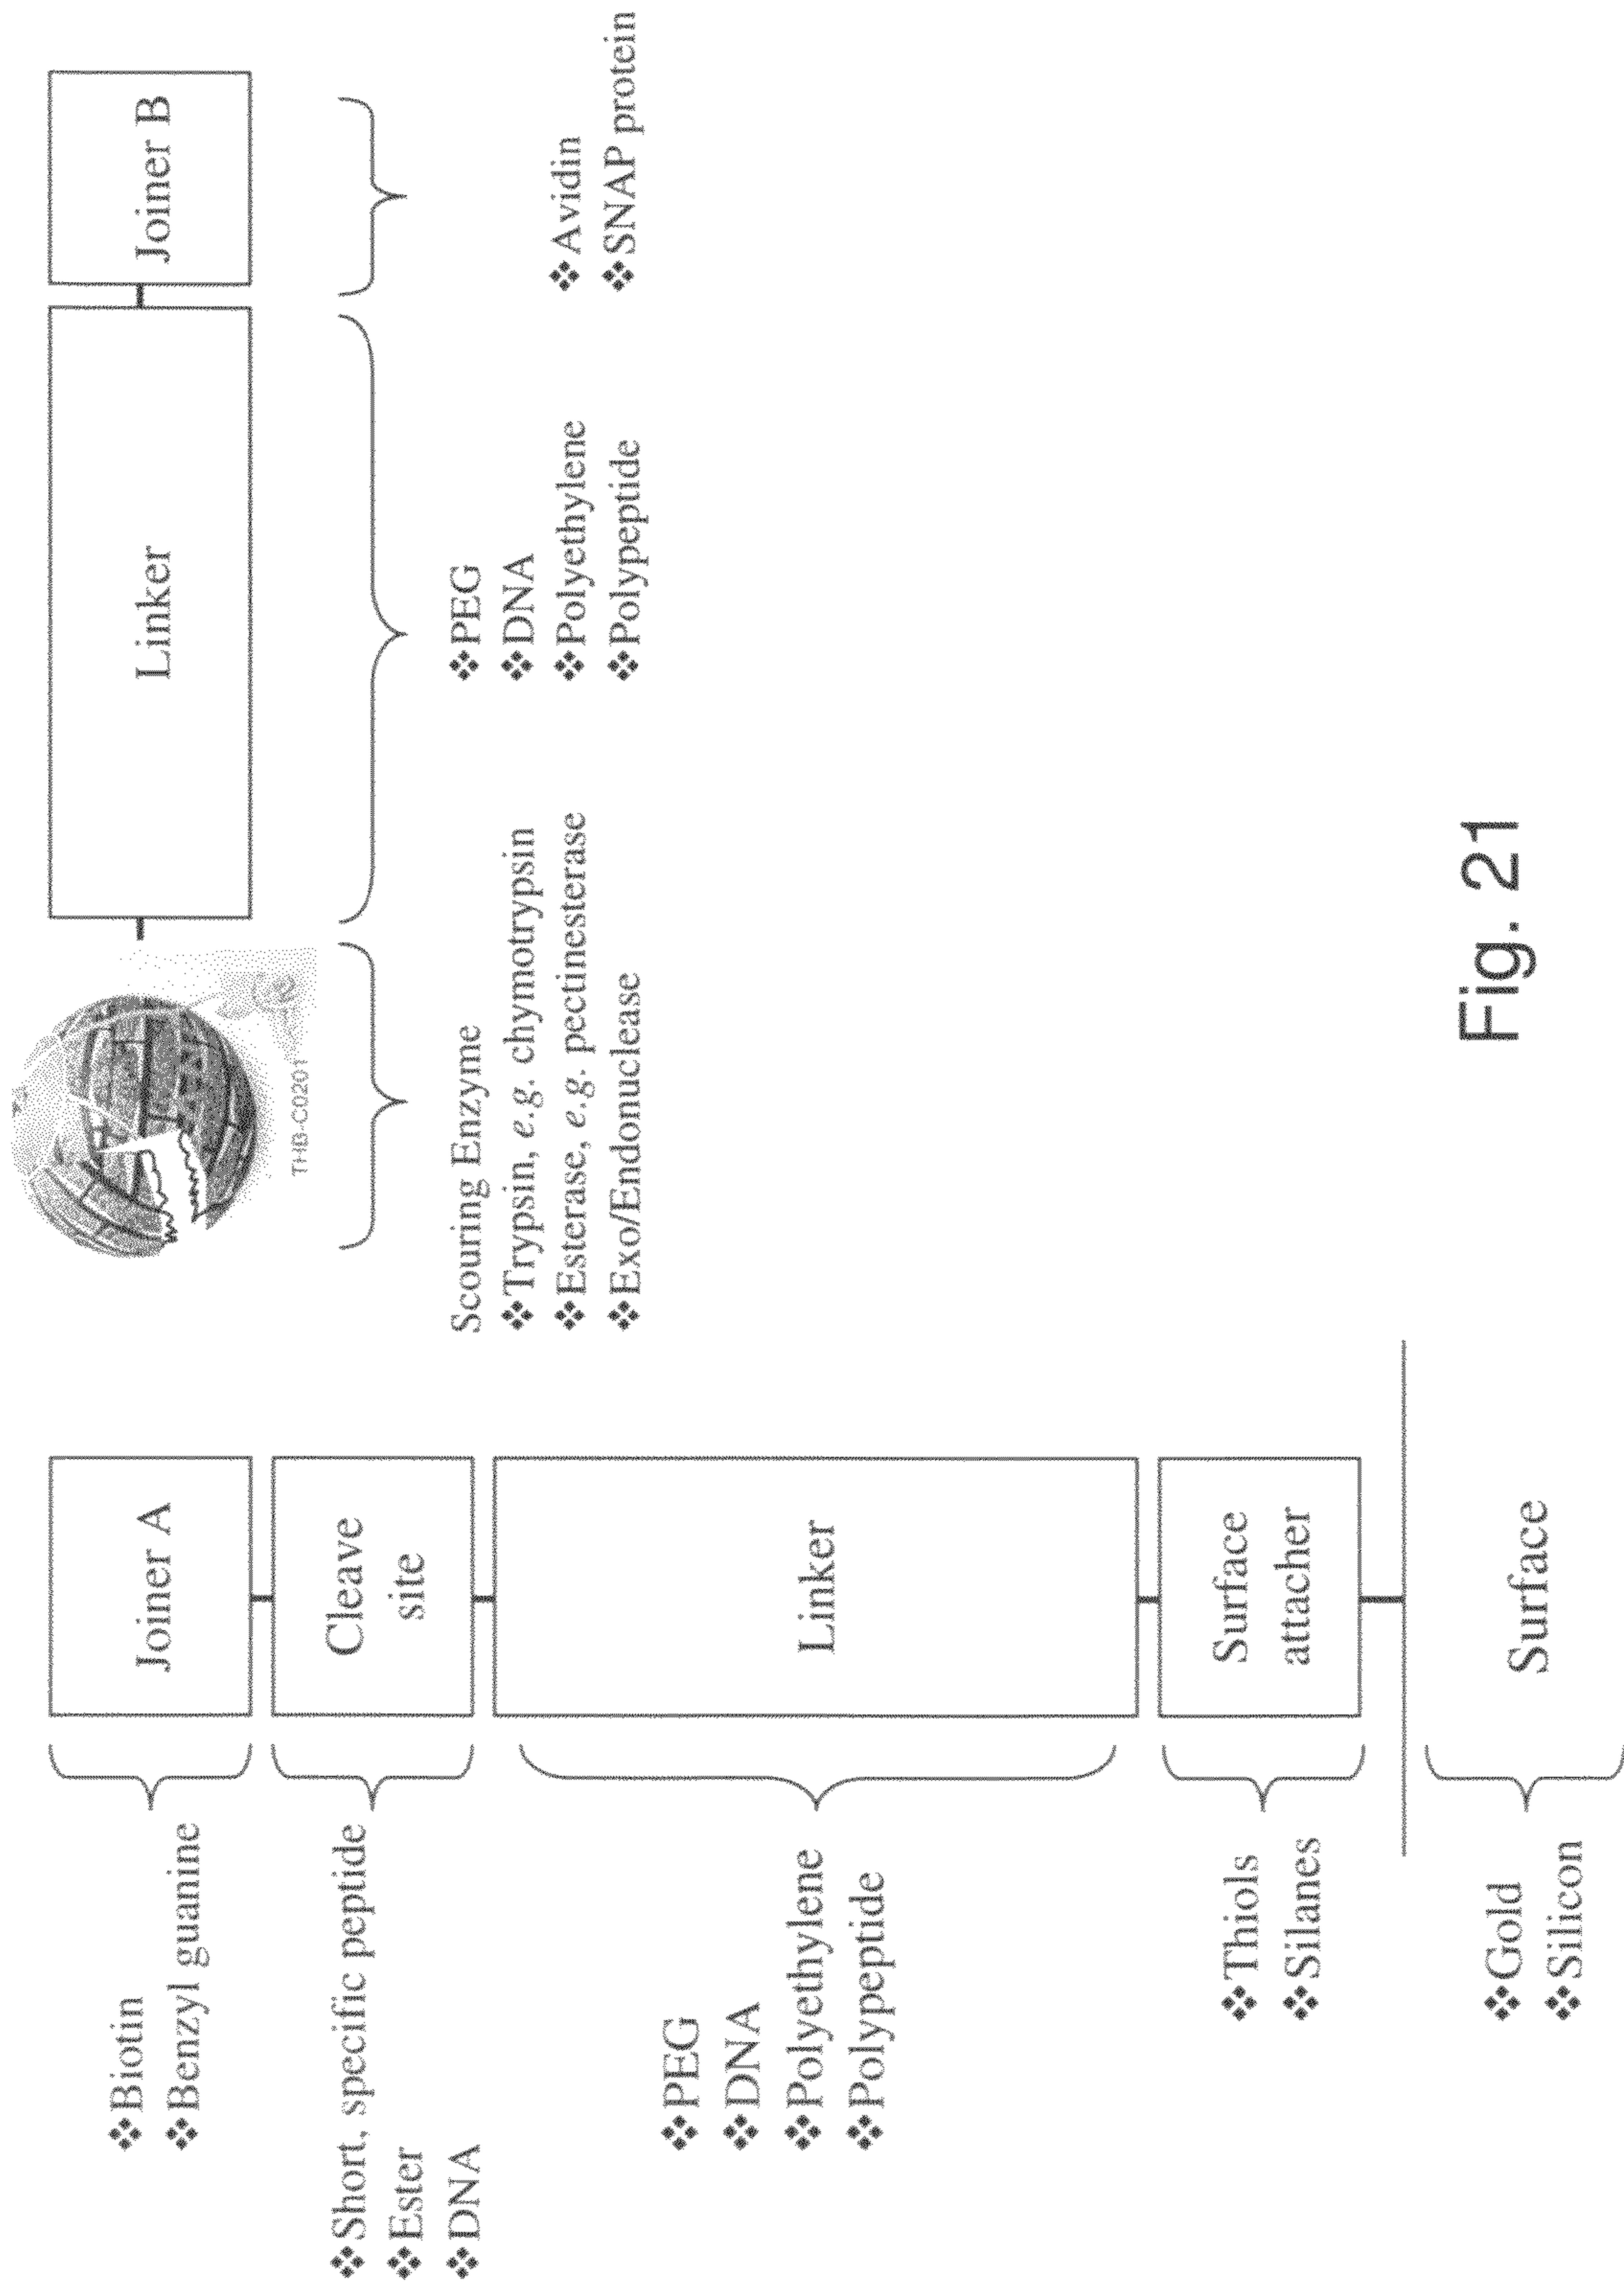 ❖Biotin
❖Benzyl guanine
Joiner A
❖Short, specific peptide
❖Ester
❖DNA
Cleave
site
❖PEG
❖DNA
❖Polyethylene
❖Polypeptide
Linker
❖Thiols
❖Silanes
Surface
attacher
❖Gold
❖Silicon
Surface
THB-C0201
Scouring Enzyme
❖Trypsin, e.g. chymotrypsin
❖Esterase, e.g. pectinesterase
❖Exo/Endonuclease
Linker
❖PEG
❖DNA
❖Polyethylene
❖Polypeptide
Joiner B
❖Avidin
❖SNAP protein
Fig. 21